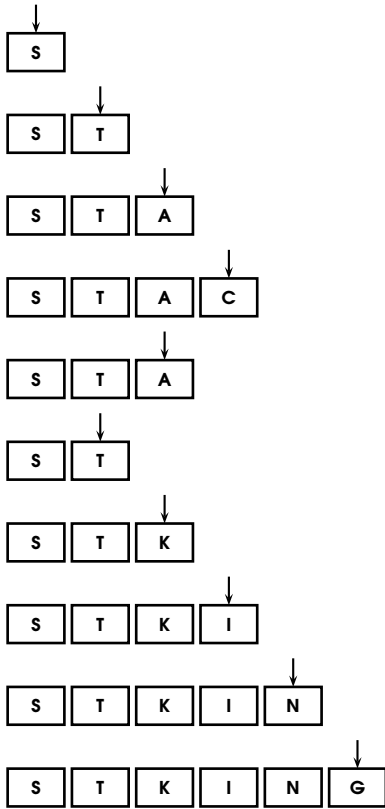 S
S T
S T A
S T A C
S T A
S T
S T K
S T K I
S T K I N
S T K I N G